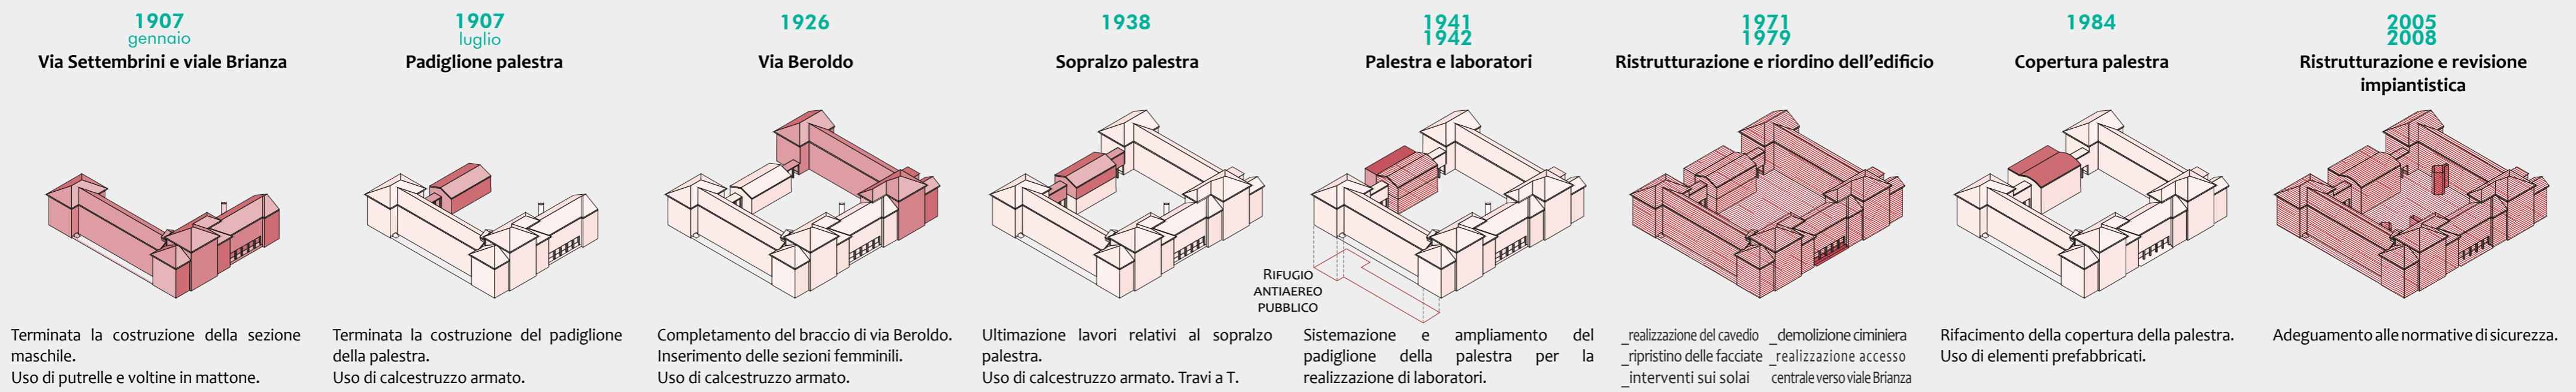 1907
gennaio
Via Settembrini e viale Brianza
Terminata la costruzione della sezione
maschile.
Uso di putrelle e voltine in mattone.
1907
luglio
Padiglione palestra
Terminata la costruzione del padiglione
della palestra.
Uso di calcestruzzo armato.
1926
Via Beroldo
Completamento del braccio di via Beroldo.
Inserimento delle sezioni femminili.
Uso di calcestruzzo armato.
1938
Sopralzo palestra
Ultimazione lavori relativi al sopralzo
palestra.
Uso di calcestruzzo armato. Travi a T.
1941
1942
Palestra e laboratori
RIFUGIO
ANTIAEREO
PUBBLICO
Sistemazione e ampliamento del
padiglione della palestra per la
realizzazione di laboratori.
1971
1979
Ristrutturazione e riordino dell'edificio
_realizzazione del cavedio
_ripristino delle facciate
_interventi sui solai
_demolizione ciminiera
_realizzazione accesso
centrale verso viale Brianza
1984
Copertura palestra
Rifacimento della copertura della palestra.
Uso di elementi prefabbricati.
2005
2008
Ristrutturazione e revisione
impiantistica
Adeguamento alle normative di sicurezza.